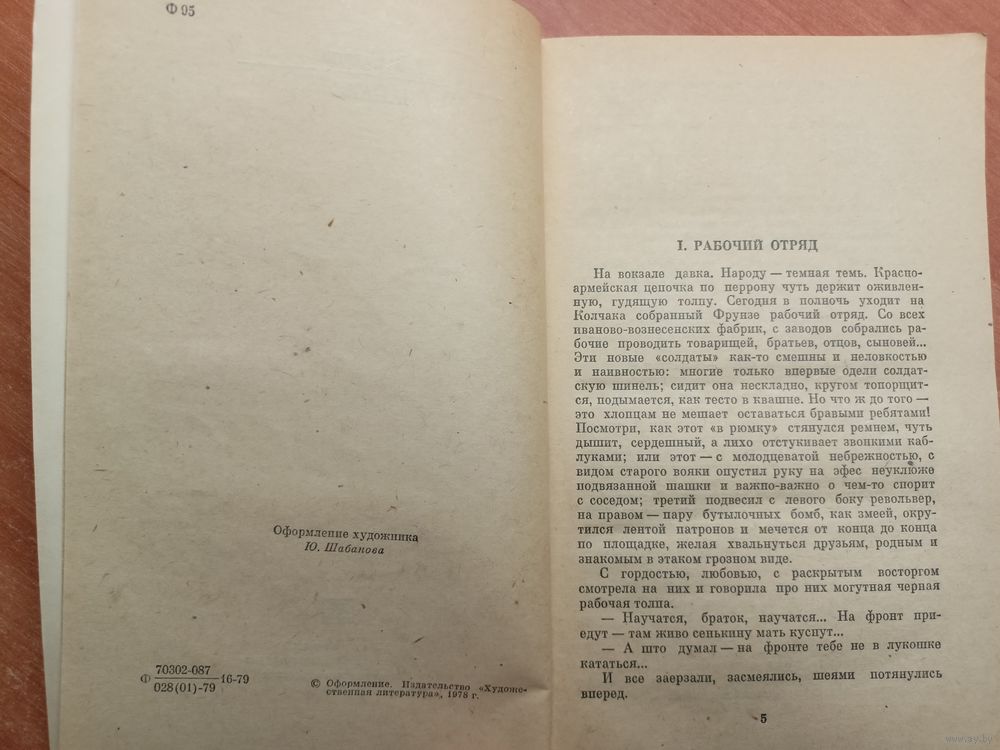 Ф 95
Оформление художника
Ю. Шабанова
Ф 70302-087 16-79
028(01)-79
© Оформление. Издательство «Художе-
ственная литература», 1978 г.
I. РАБОЧИЙ ОТРЯД
На вокзале давка. Народу — темная темь. Красно-
армейская цепочка по перрону чуть держит оживлен-
ную, гудящую толпу. Сегодня в полночь уходит на
Колчака собранный Фрунзе рабочий отряд. Со всех
иваново-вознесенских фабрик, с заводов собрались ра-
бочие проводить товарищей, братьев, отцов, сыновей...
Эти новые «солдаты» как-то смешны и неловкостью
и наивностью: многие только впервые одели солдат-
скую шинель; сидит она нескладно, кругом топорщит-
ся, подымается, как тесто в квашне. Но что ж до того —
это хлопцам не мешает оставаться бравыми ребятами!
Посмотри, как этот «в рюмку» стянулся ремнем, чуть
дышит, сердешный, а лихо отстукивает звонкими каб-
луками; или этот — с молодцеватой небрежностью, с
видом старого вояки опустил руку на эфес неуклюже
подвязанной шашки и важно-важно о чем-то спорит
с соседом; третий подвесил с левого боку револьвер,
на правом — пару бутылочных бомб, как змеей, окру-
тился лентой патронов и мечется от конца до конца
по площадке, желая хвальнуться друзьям, родным и
знакомым в этаком грозном виде.
С гордостью, любовью, с раскрытым восторгом
смотрела на них и говорила про них могутная черная
рабочая толпа.
— Научатся, браток, научатся... На фронт при-
едут — там живо сенькину мать куснут...
— А што думал — на фронте тебе не в лукошке
кататься...
И все заерзали, засмеялись, шеями потянулись
вперед.
5
www.ay.by